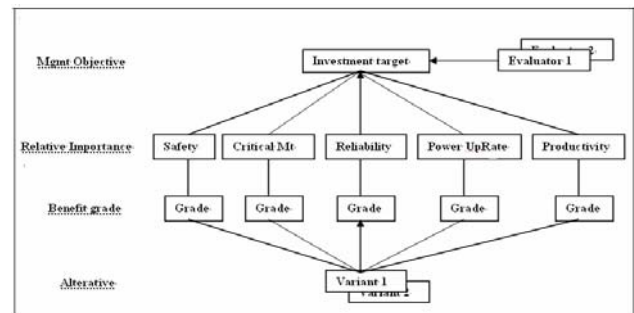 Evaluator 2
Mgmt Objective Investment target Evaluator 1
Relative Importance Safety Critical Mt Reliability Power UpRate Productivity
Benefit grade Grade Grade Grade Grade Grade
Alterative Variant 1
Variant 2